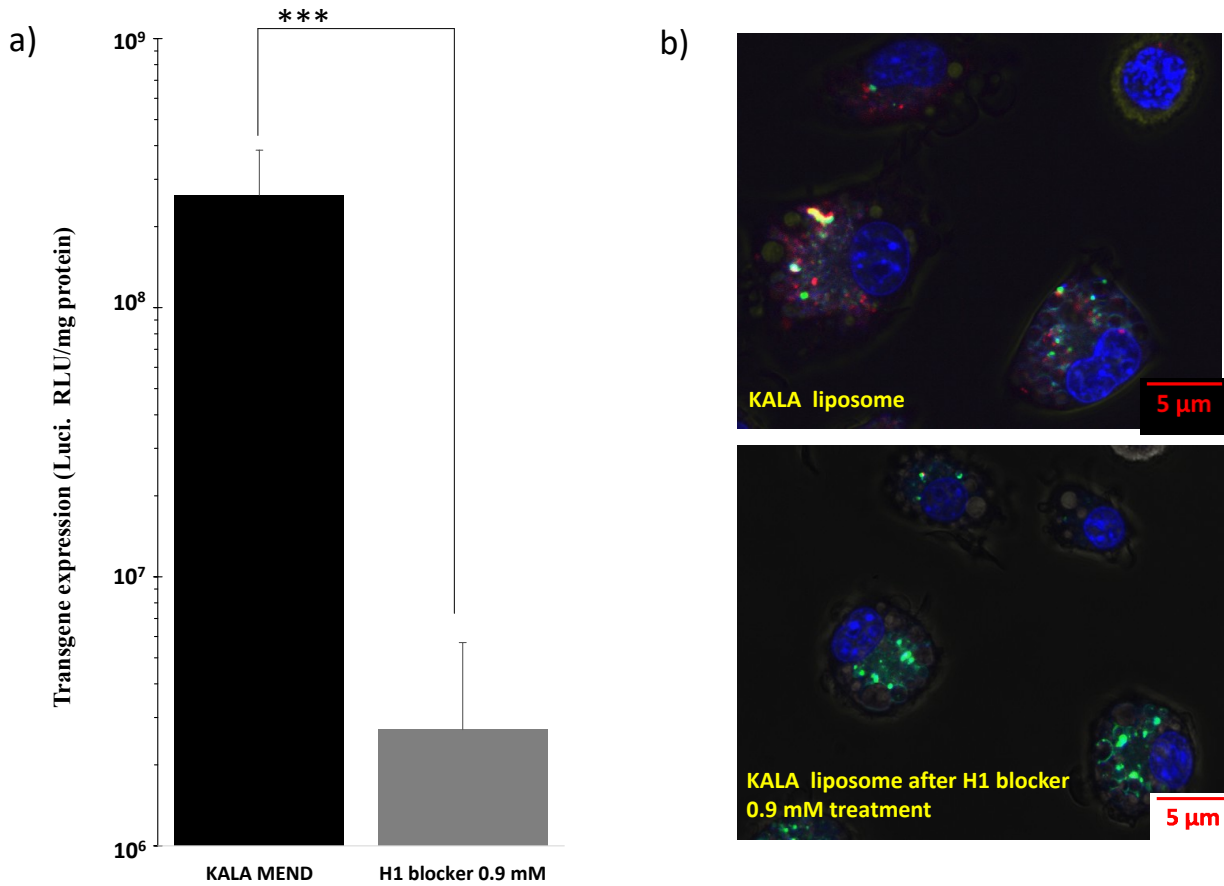 a)
***
10⁹
10⁸
10⁷
10⁶
Transgene expression (Luci. RLU/mg protein)
KALA MEND
H1 blocker 0.9 mM
b)
KALA liposome
5 μm
KALA liposome after H1 blocker
0.9 mM treatment
5 μm